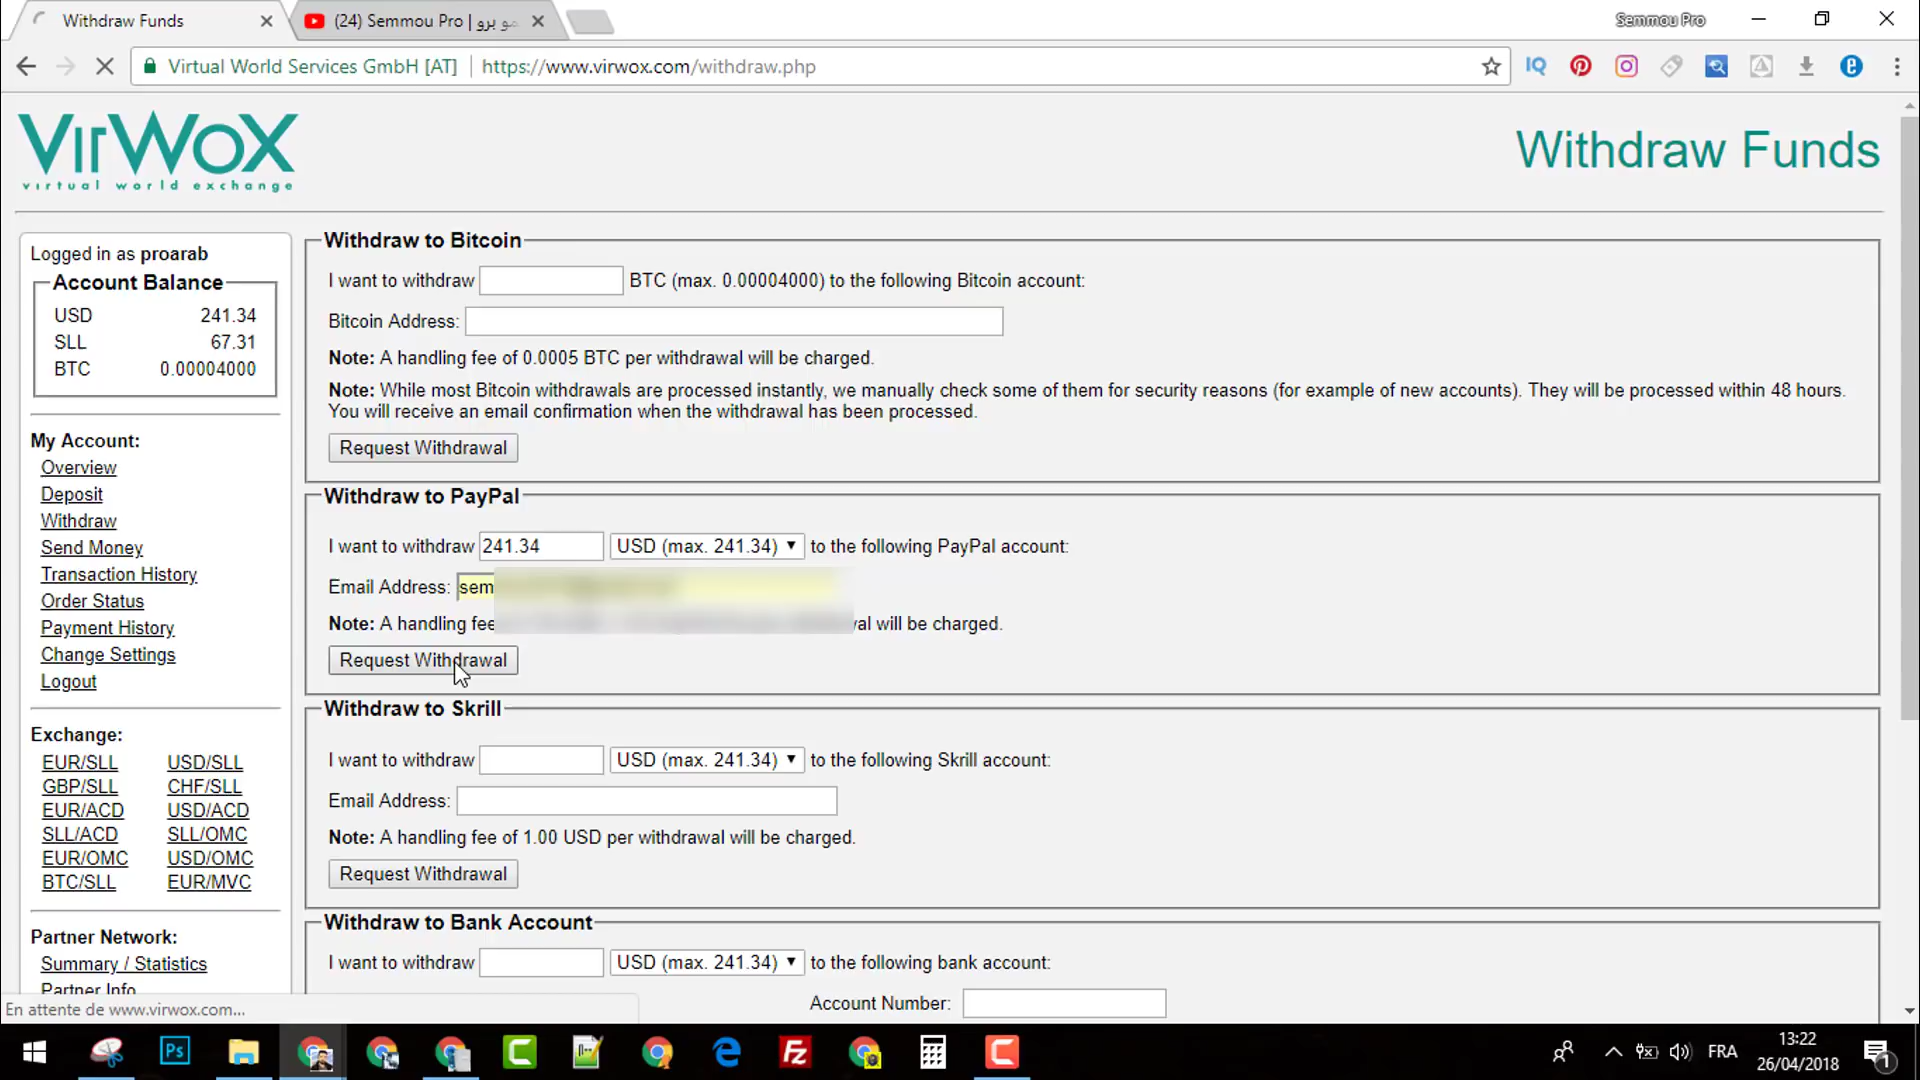 Withdraw Funds
(24) Semmou Pro | مو برو
Semmou Pro
Virtual World Services GmbH [AT]
https://www.virwox.com/withdraw.php
IQ
VirWoX
virtual world exchange
Withdraw Funds
Logged in as proarab
Account Balance
USD 241.34
SLL 67.31
BTC 0.00004000
My Account:
Overview
Deposit
Withdraw
Send Money
Transaction History
Order Status
Payment History
Change Settings
Logout
Exchange:
EUR/SLL USD/SLL
GBP/SLL CHF/SLL
EUR/ACD USD/ACD
SLL/ACD SLL/OMC
EUR/OMC USD/OMC
BTC/SLL EUR/MVC
Partner Network:
Summary / Statistics
Partner Info
Withdraw to Bitcoin
I want to withdraw BTC (max. 0.00004000) to the following Bitcoin account:
Bitcoin Address:
Note: A handling fee of 0.0005 BTC per withdrawal will be charged.
Note: While most Bitcoin withdrawals are processed instantly, we manually check some of them for security reasons (for example of new accounts). They will be processed within 48 hours.
You will receive an email confirmation when the withdrawal has been processed.
Request Withdrawal
Withdraw to PayPal
I want to withdraw 241.34 USD (max. 241.34) to the following PayPal account:
Email Address: sem
Note: A handling fee al will be charged.
Request Withdrawal
Withdraw to Skrill
I want to withdraw USD (max. 241.34) to the following Skrill account:
Email Address:
Note: A handling fee of 1.00 USD per withdrawal will be charged.
Request Withdrawal
Withdraw to Bank Account
I want to withdraw USD (max. 241.34) to the following bank account:
Account Number:
En attente de www.virwox.com...
Ps
FRA
13:22
26/04/2018
1